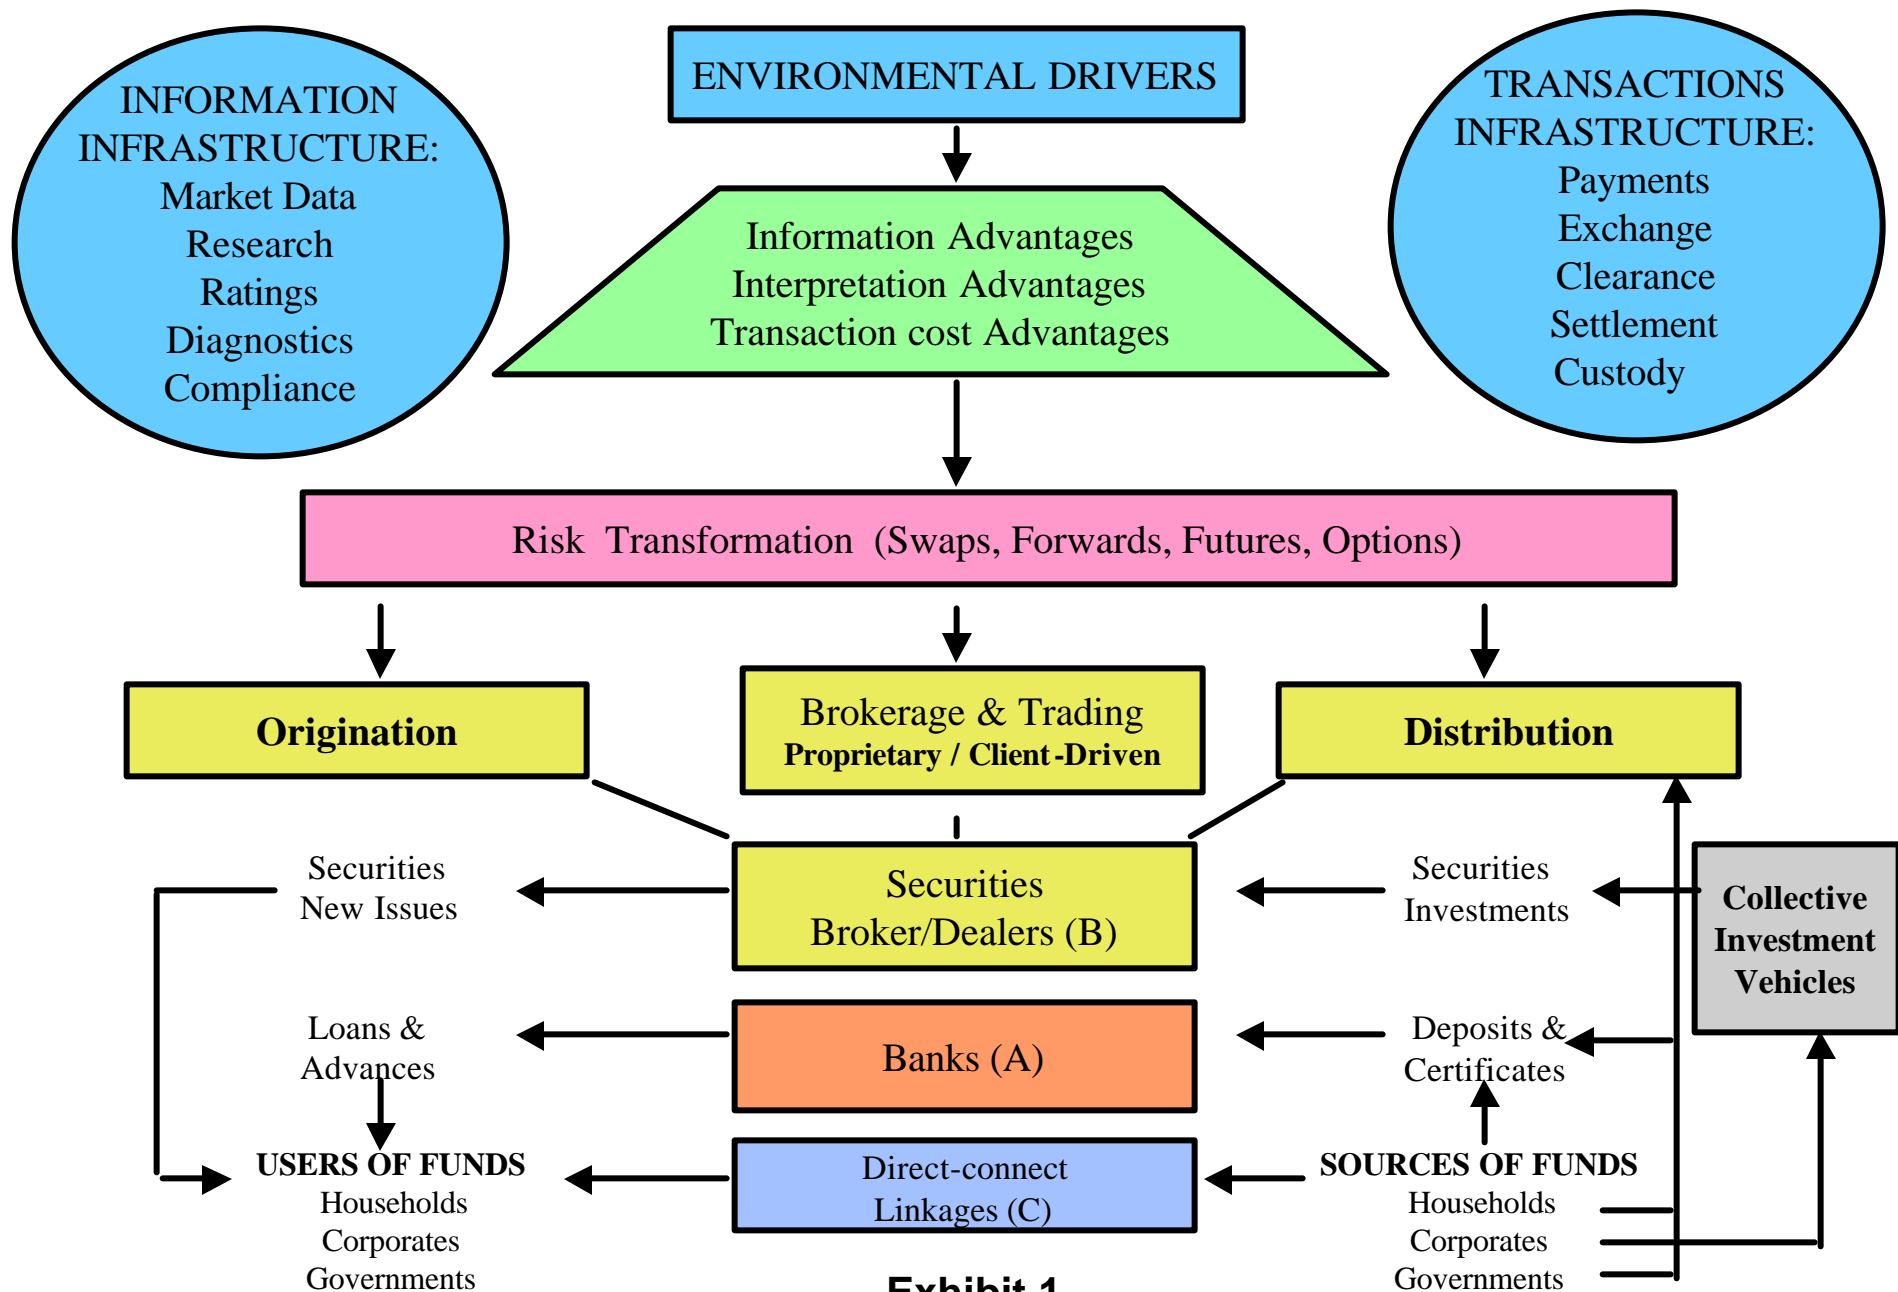 INFORMATION
INFRASTRUCTURE:
Market Data
Research
Ratings
Diagnostics
Compliance
ENVIRONMENTAL DRIVERS
TRANSACTIONS
INFRASTRUCTURE:
Payments
Exchange
Clearance
Settlement
Custody
Information Advantages
Interpretation Advantages
Transaction cost Advantages
Risk Transformation (Swaps, Forwards, Futures, Options)
Origination
Brokerage & Trading
Proprietary / Client-Driven
Distribution
Securities
New Issues
Securities
Broker/Dealers (B)
Securities
Investments
Collective
Investment
Vehicles
Loans &
Advances
Banks (A)
Deposits &
Certificates
USERS OF FUNDS
Households
Corporates
Governments
Direct-connect
Linkages (C)
SOURCES OF FUNDS
Households
Corporates
Governments
Exhibit 1